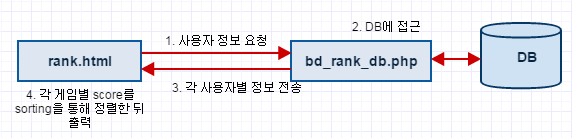 1. 사용자 정보 요청
2. DB에 접근
rank.html
bd_rank_db.php
DB
3. 각 사용자별 정보 전송
4. 각 게임별 score를
sorting을 통해 정렬한 뒤
출력